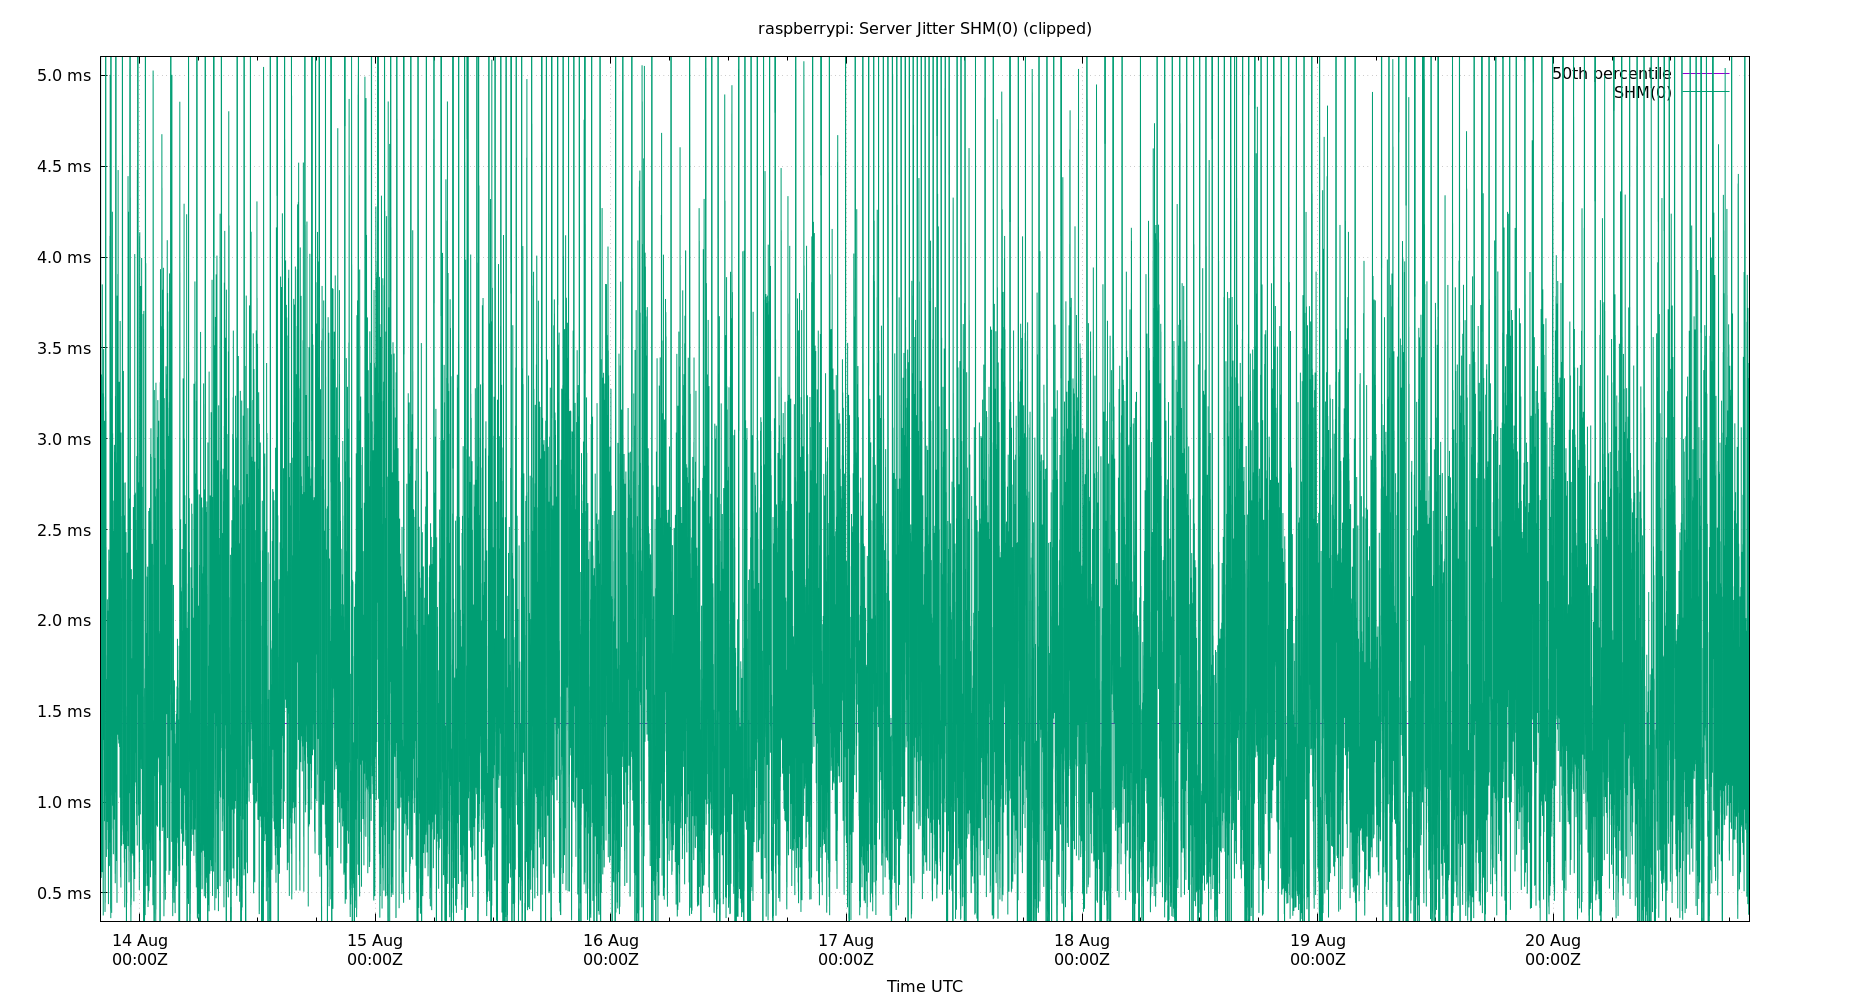 raspberrypi: Server Jitter SHM(0) (clipped)
50th percentile
SHM(0)
5.0 ms
4.5 ms
4.0 ms
3.5 ms
3.0 ms
2.5 ms
2.0 ms
1.5 ms
1.0 ms
0.5 ms
14 Aug 15 Aug 16 Aug 17 Aug 18 Aug 19 Aug 20 Aug
00:00Z 00:00Z 00:00Z 00:00Z 00:00Z 00:00Z 00:00Z
Time UTC